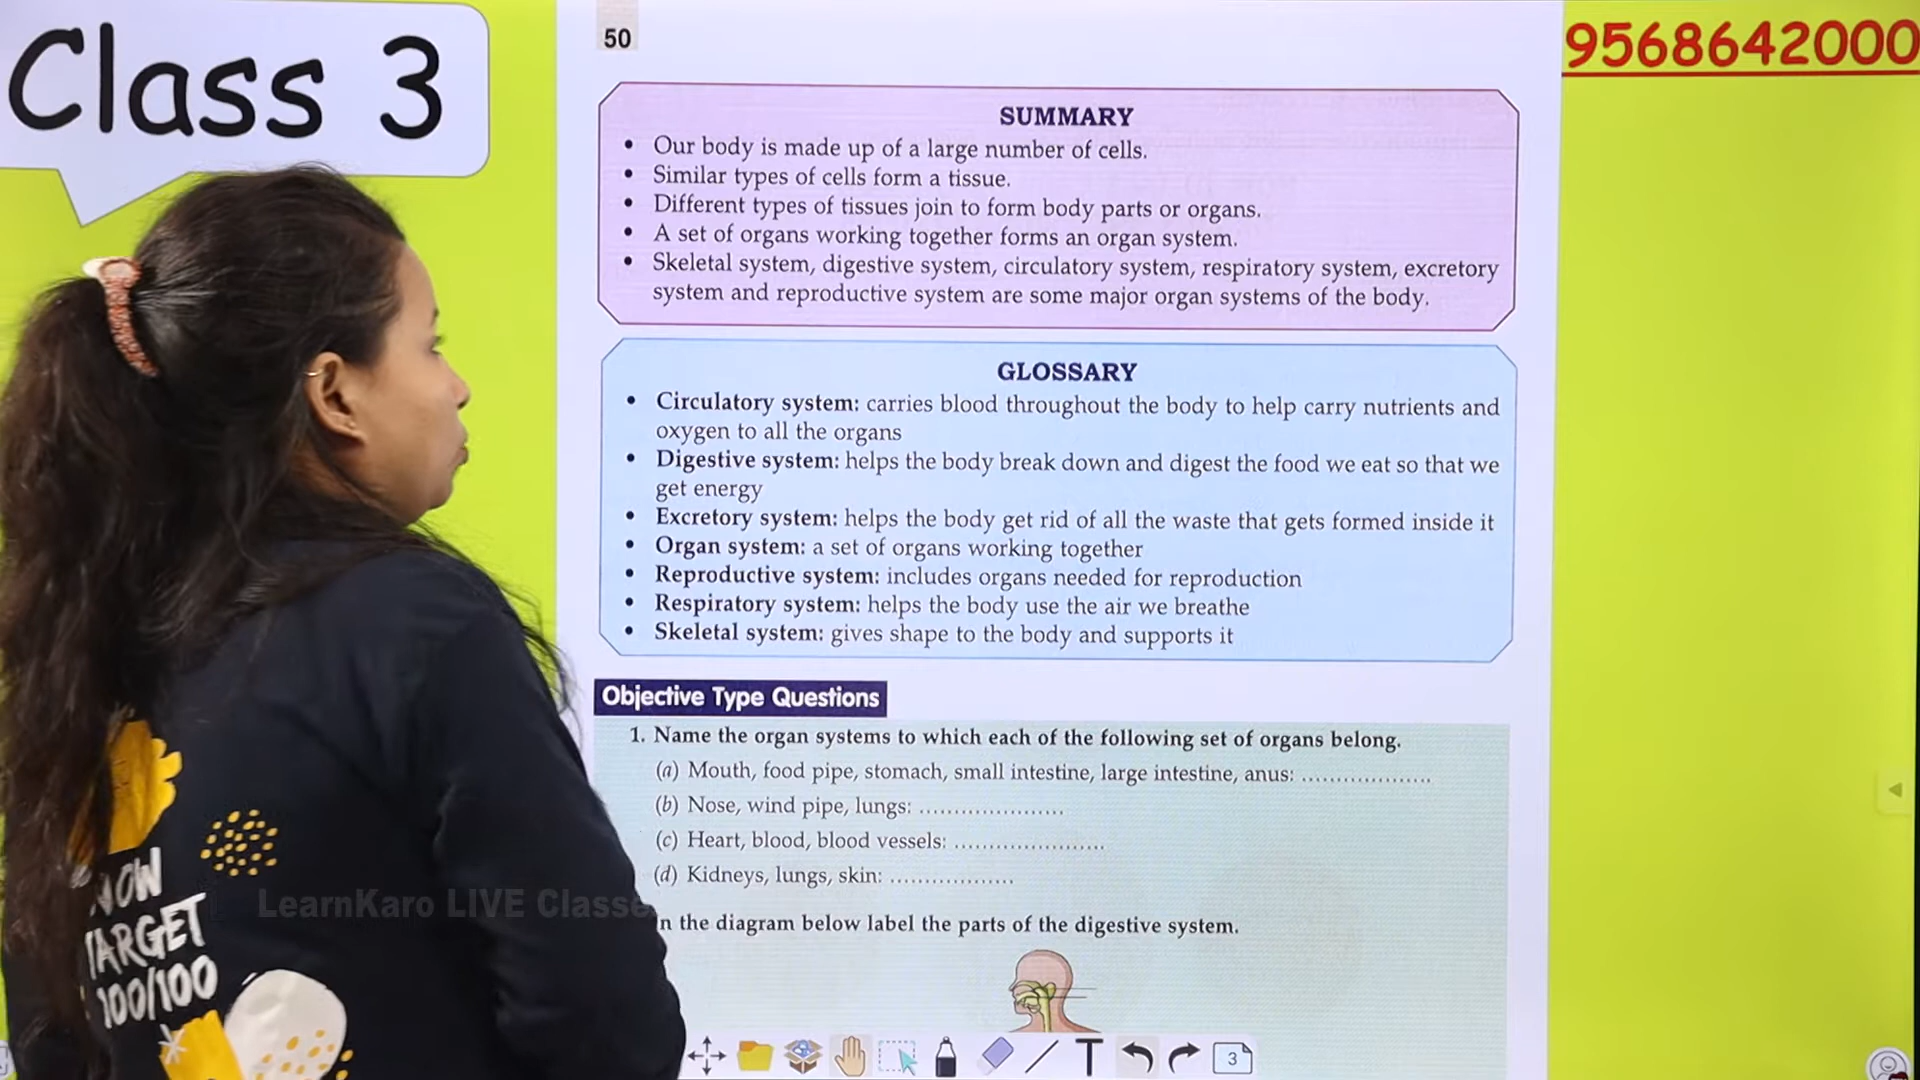 Class 3
50
9568642000
SUMMARY
• Our body is made up of a large number of cells.
• Similar types of cells form a tissue.
• Different types of tissues join to form body parts or organs.
• A set of organs working together forms an organ system.
• Skeletal system, digestive system, circulatory system, respiratory system, excretory
system and reproductive system are some major organ systems of the body.
GLOSSARY
• Circulatory system: carries blood throughout the body to help carry nutrients and
oxygen to all the organs
• Digestive system: helps the body break down and digest the food we eat so that we
get energy
• Excretory system: helps the body get rid of all the waste that gets formed inside it
• Organ system: a set of organs working together
• Reproductive system: includes organs needed for reproduction
• Respiratory system: helps the body use the air we breathe
• Skeletal system: gives shape to the body and supports it
Objective Type Questions
1. Name the organ systems to which each of the following set of organs belong.
(a) Mouth, food pipe, stomach, small intestine, large intestine, anus: ...................
(b) Nose, wind pipe, lungs: .....................
(c) Heart, blood, blood vessels: ......................
(d) Kidneys, lungs, skin: ..................
n the diagram below label the parts of the digestive system.
LearnKaro LIVE Classe
NOW
TARGET
100/100
T
3